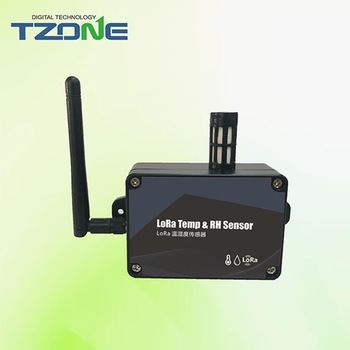 DIGITAL TECHNOLOGY
TZONE
LoRa Temp & RH Sensor
LoRa 温湿度传感器
LoRa